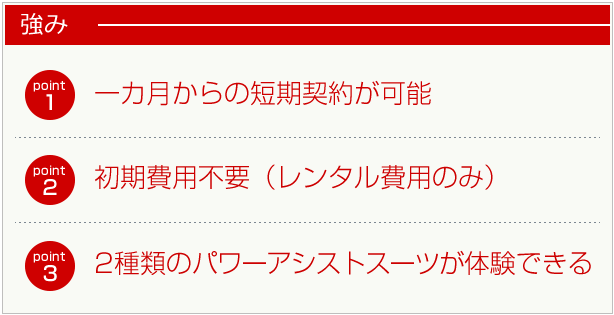 強み
point
1
一カ月からの短期契約が可能
point
2
初期費用不要（レンタル費用のみ）
point
3
2種類のパワーアシストスーツが体験できる